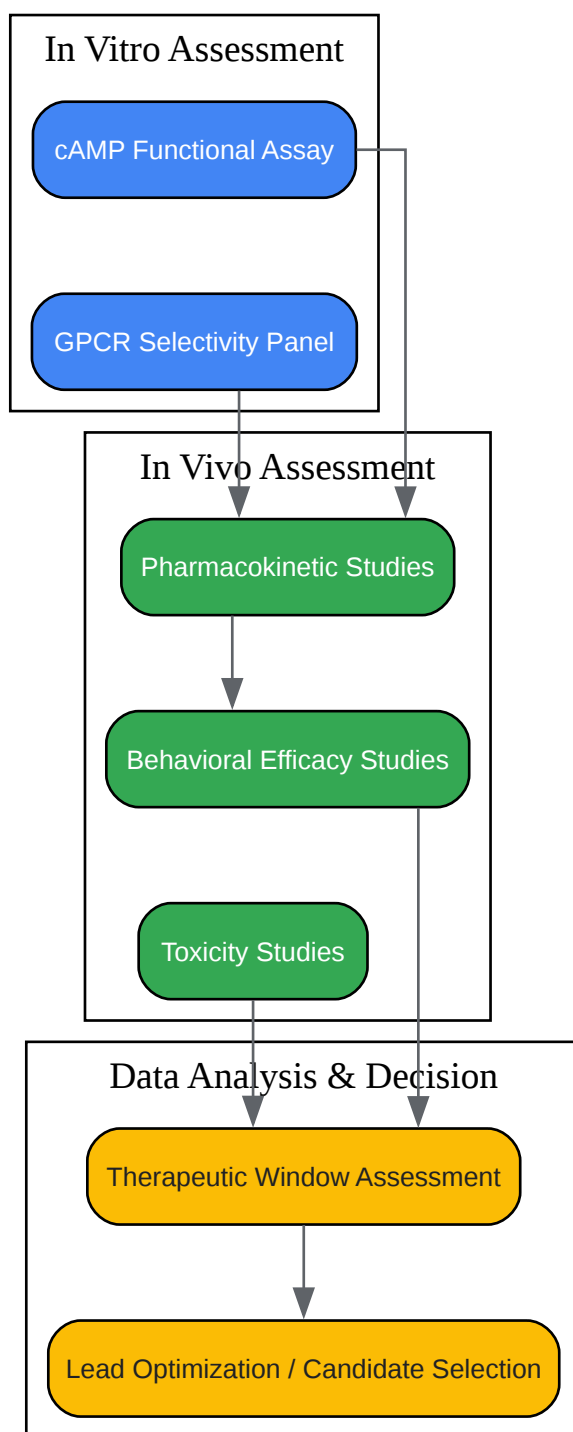 In Vitro Assessment
cAMP Functional Assay
GPCR Selectivity Panel
In Vivo Assessment
Pharmacokinetic Studies
Behavioral Efficacy Studies
Toxicity Studies
Data Analysis & Decision
Therapeutic Window Assessment
Lead Optimization / Candidate Selection